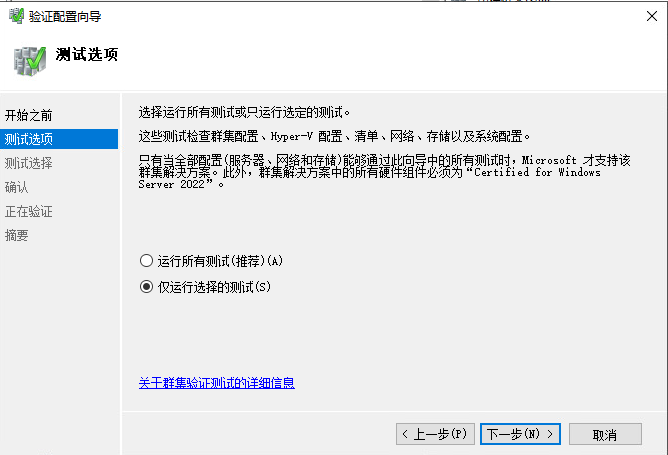 验证配置向导
测试选项
开始之前
测试选项
测试选择
确认
正在验证
摘要
选择运行所有测试或只运行选定的测试。
这些测试检查群集配置、Hyper-V 配置、清单、网络、存储以及系统配置。
只有当全部配置(服务器、网络和存储)能够通过此向导中的所有测试时，Microsoft 才支持该
群集解决方案。此外，群集解决方案中的所有硬件组件必须为“Certified for Windows
Server 2022”。
运行所有测试(推荐)(A)
仅运行选择的测试(S)
关于群集验证测试的详细信息
< 上一步(P)
下一步(N) >
取消